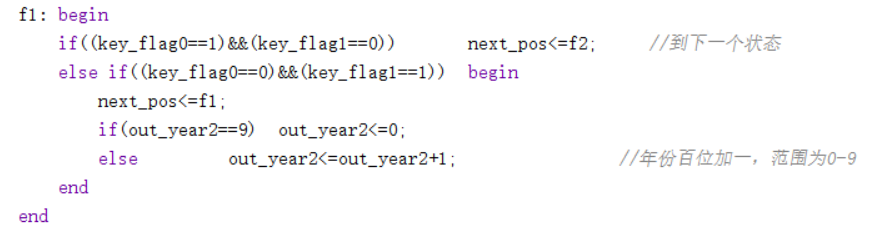 f1: begin
if((key_flag0==1)&&(key_flag1==0)) next_pos<=f2; //到下一个状态
else if((key_flag0==0)&&(key_flag1==1)) begin
next_pos<=f1;
if(out_year2==9) out_year2<=0;
else out_year2<=out_year2+1; //年份百位加一，范围为0-9
end
end